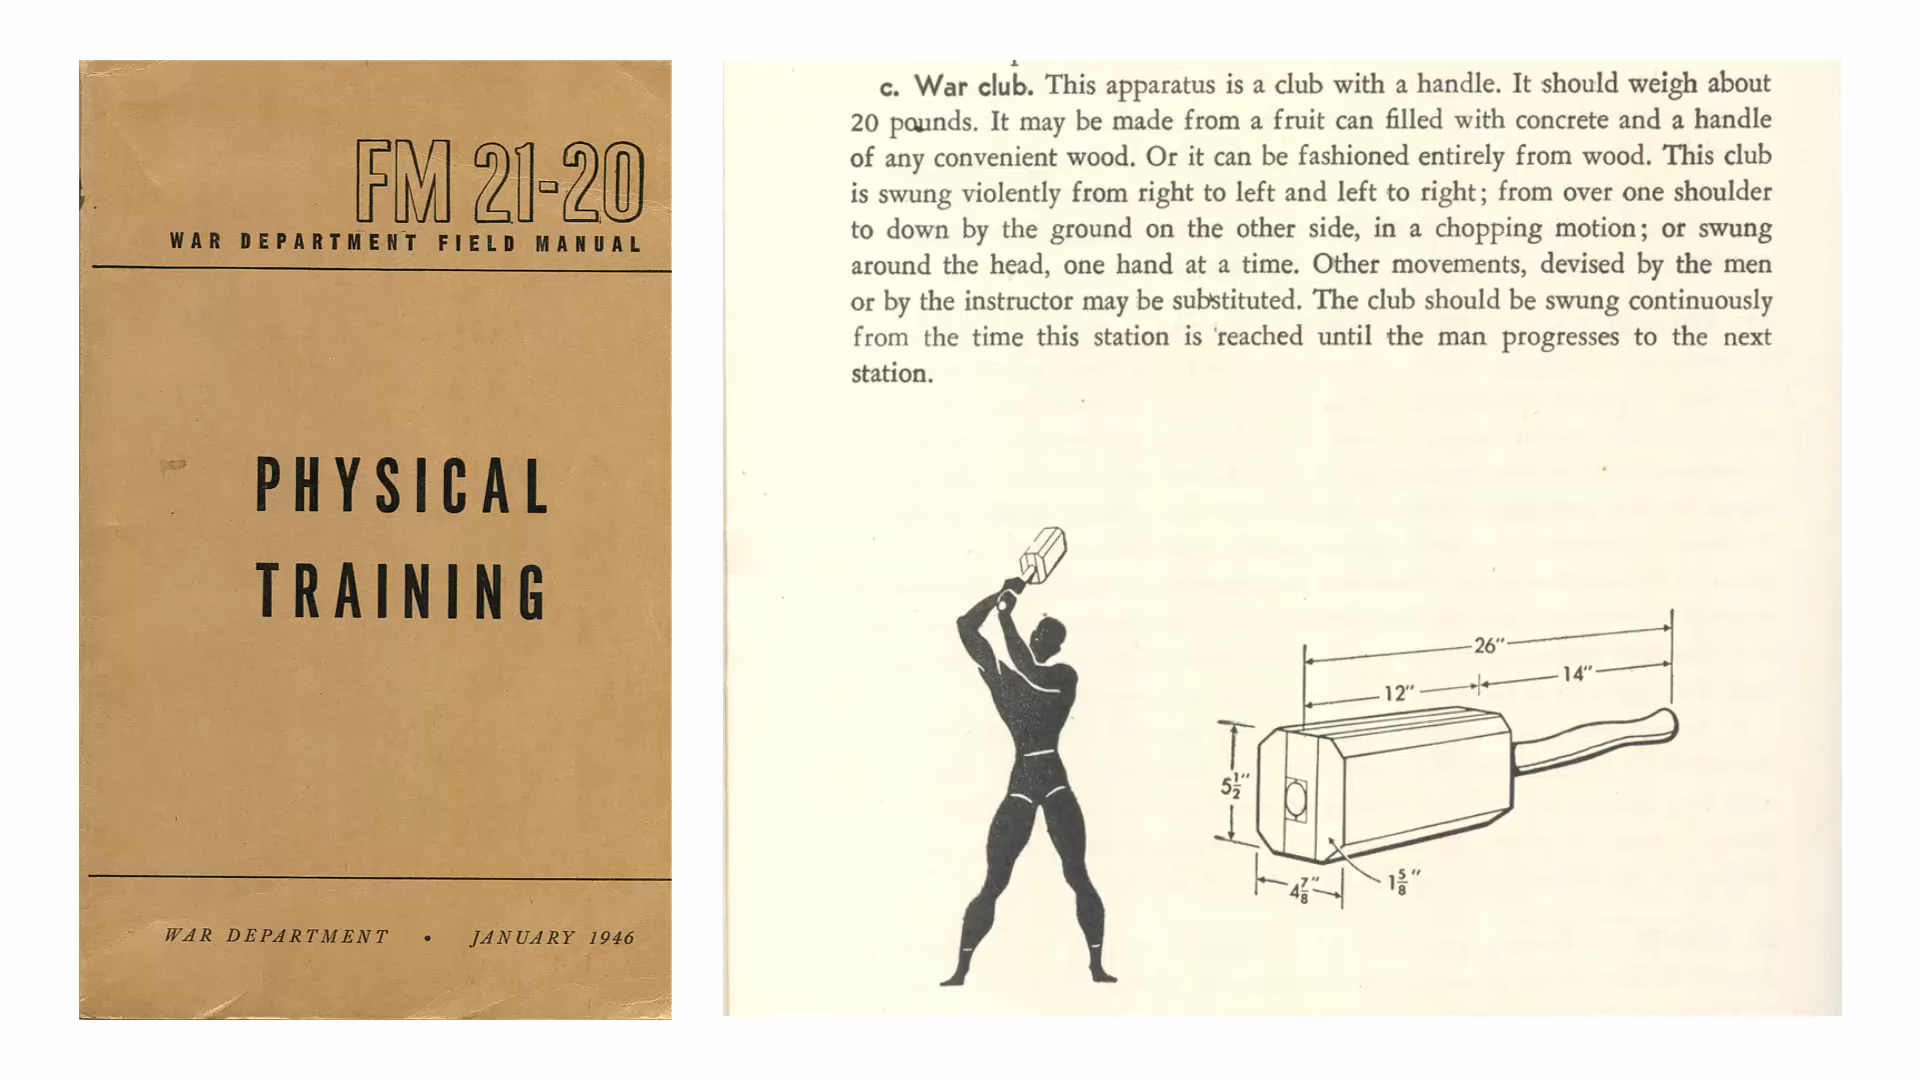 FM 21-20
WAR DEPARTMENT FIELD MANUAL
PHYSICAL
TRAINING
WAR DEPARTMENT • JANUARY 1946
c. War club. This apparatus is a club with a handle. It should weigh about
20 pounds. It may be made from a fruit can filled with concrete and a handle
of any convenient wood. Or it can be fashioned entirely from wood. This club
is swung violently from right to left and left to right; from over one shoulder
to down by the ground on the other side, in a chopping motion; or swung
around the head, one hand at a time. Other movements, devised by the men
or by the instructor may be substituted. The club should be swung continuously
from the time this station is reached until the man progresses to the next
station.
26"
14"
12"
5½"
4⅞"
1⅝"